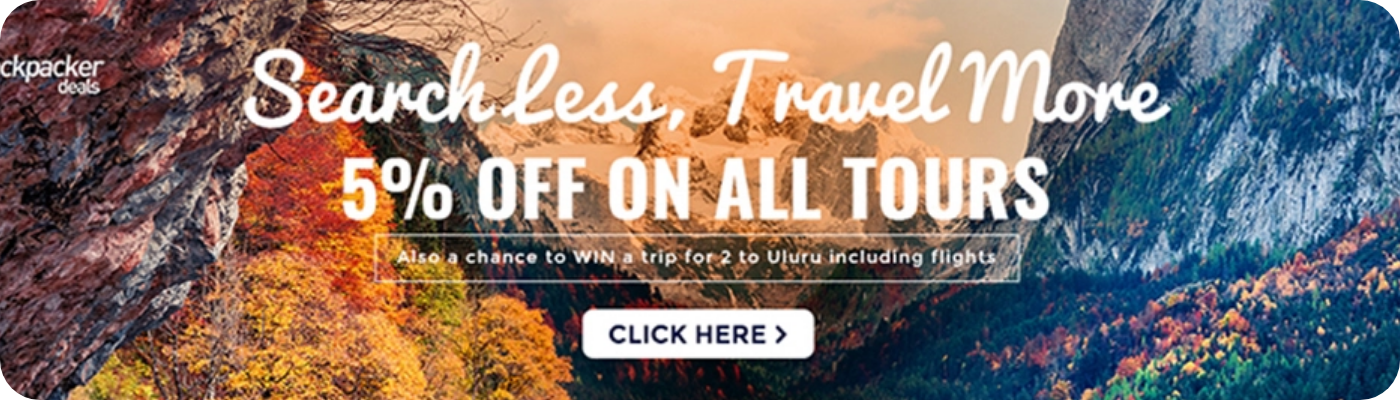 ckpacker
deals
Search Less, Travel More
5% OFF ON ALL TOURS
Also a chance to WIN a trip for 2 to Uluru including flights
CLICK HERE >